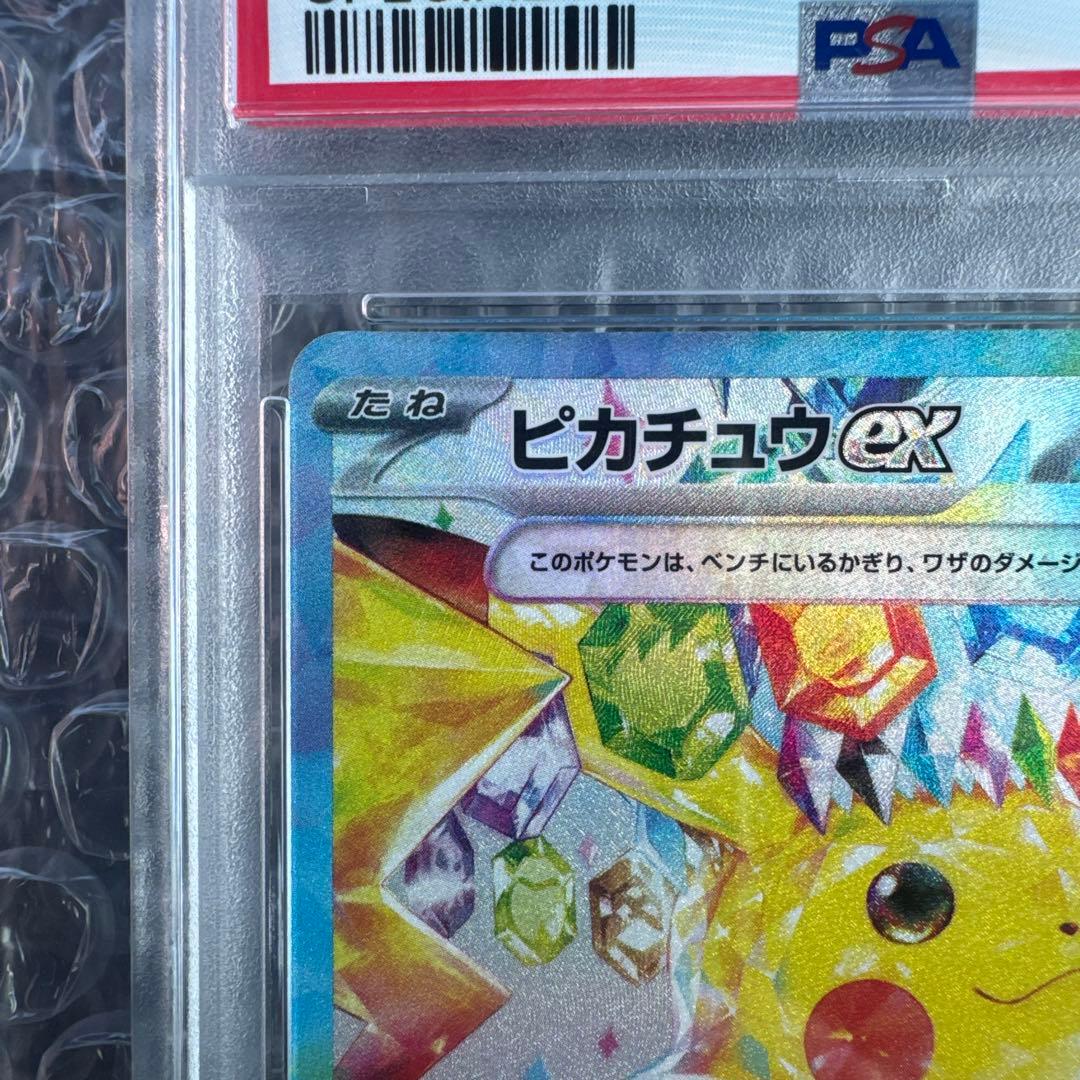 PSA
たね
ピカチュウex
このポケモンは、ベンチにいるかぎり、ワザのダメージ